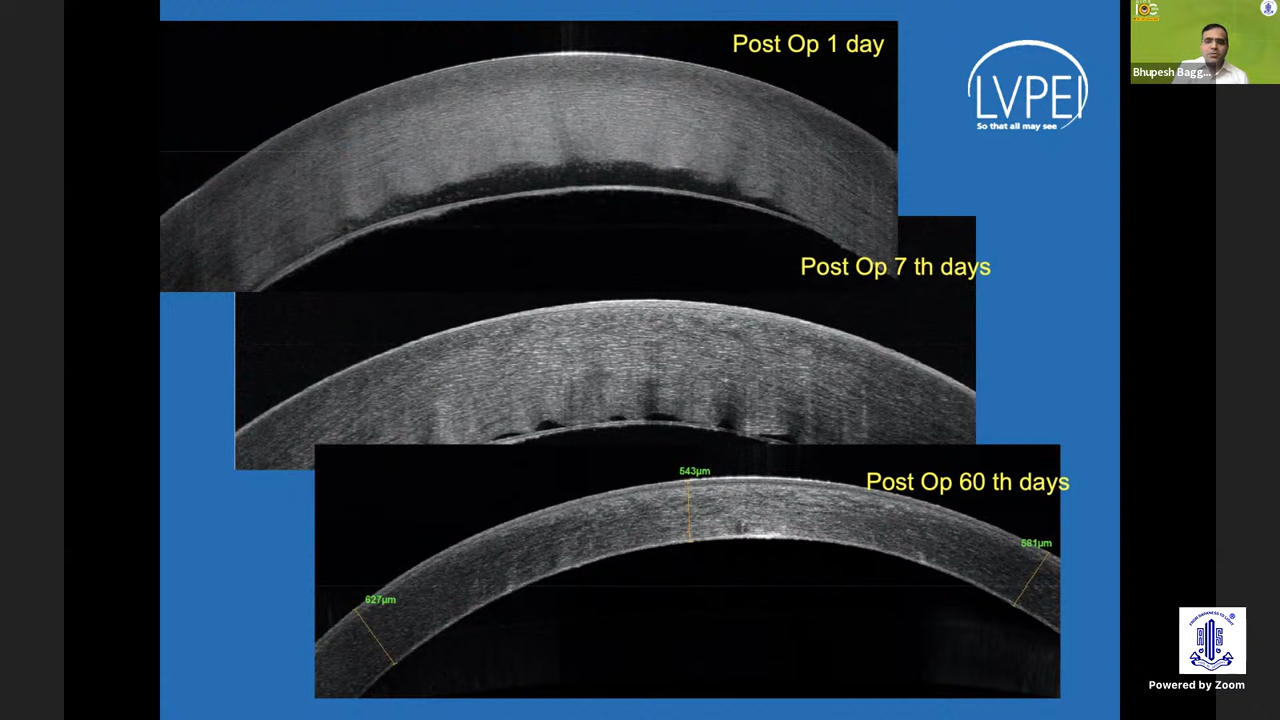 Post Op 1 day
LVPEI
So that all may see
Bhupesh Bagg...
Post Op 7 th days
543µm
Post Op 60 th days
581µm
627µm
Powered by Zoom